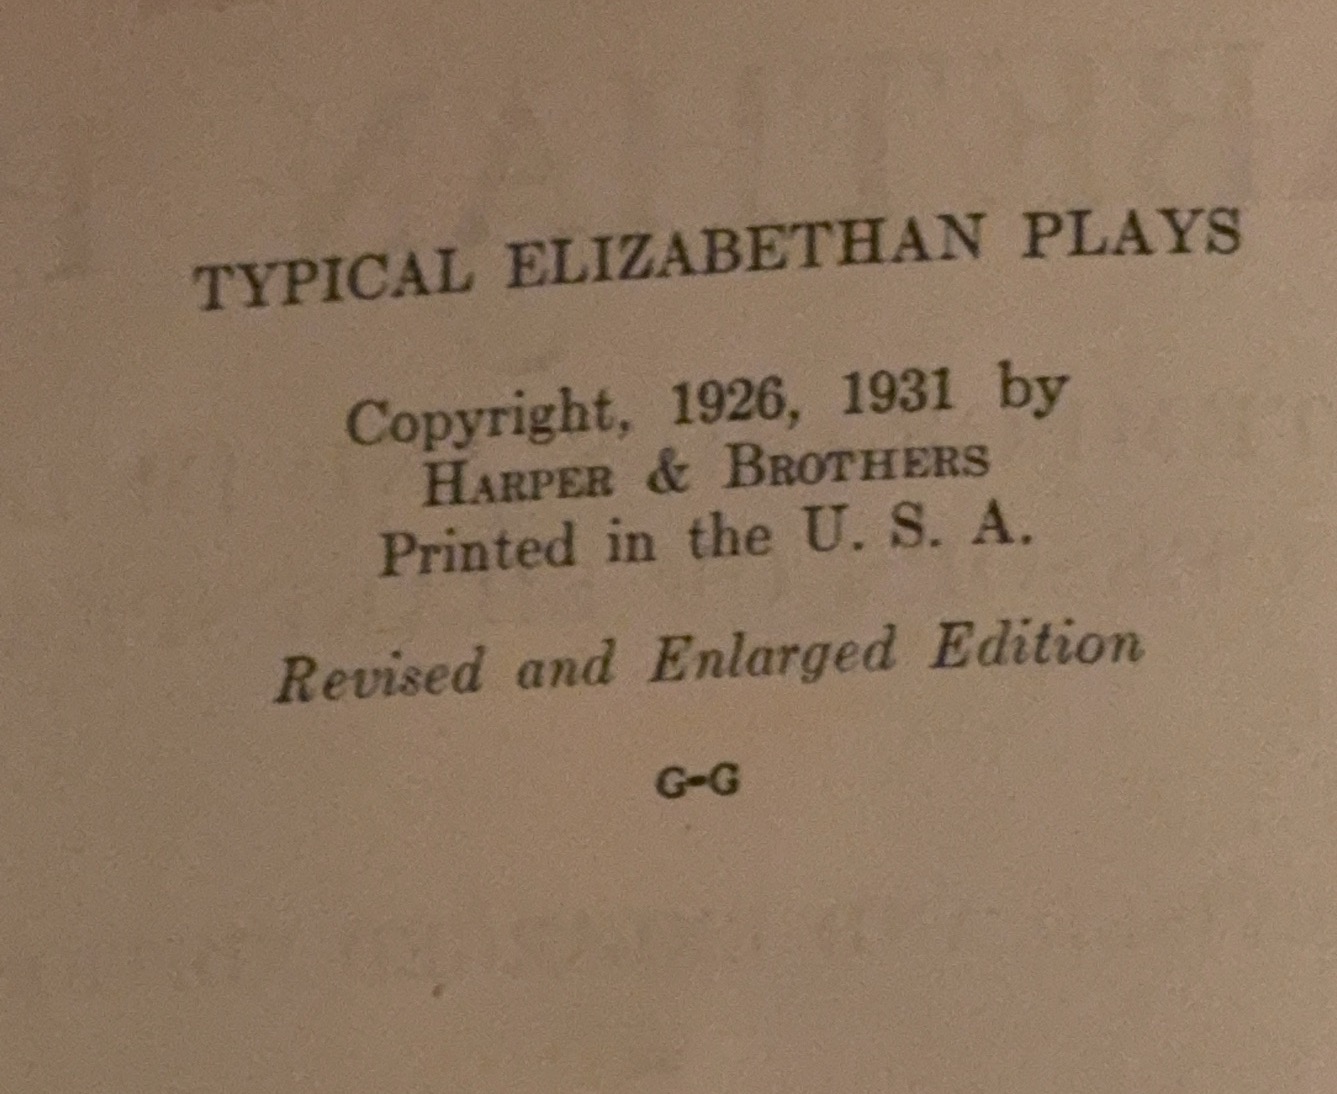 TYPICAL ELIZABETHAN PLAYS
Copyright, 1926, 1931 by
HARPER & BROTHERS
Printed in the U. S. A.
Revised and Enlarged Edition
G-G